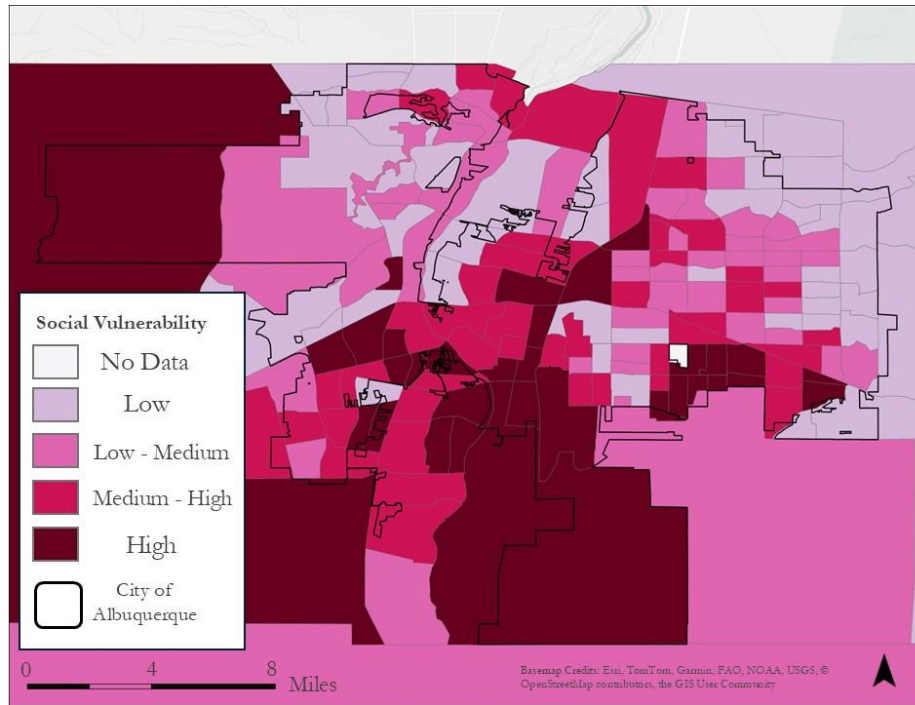 Social Vulnerability
No Data
Low
Low - Medium
Medium - High
High
City of
Albuquerque
0 4 8
Miles
Basemap Credits: Esri, TomTom, Garmin, FAO, NOAA, USGS, ©
OpenStreetMap contributors, the GIS User Community